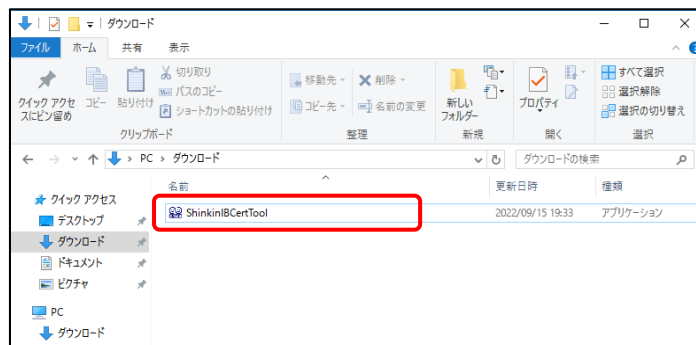 ダウンロード
ファイル ホーム 共有 表示
クイック アクセスにピン留め
コピー
貼り付け
切り取り
パスのコピー
ショートカットの貼り付け
クリップボード
移動先
コピー先
削除
名前の変更
整理
新しいフォルダー
新規
プロパティ
開く
すべて選択
選択解除
選択の切り替え
選択
PC › ダウンロード
ダウンロードの検索
名前 更新日時 種類
ShinkinIBCertTool 2022/09/15 19:33 アプリケーション
クイック アクセス
デスクトップ
ダウンロード
ドキュメント
ピクチャ
PC
ダウンロード